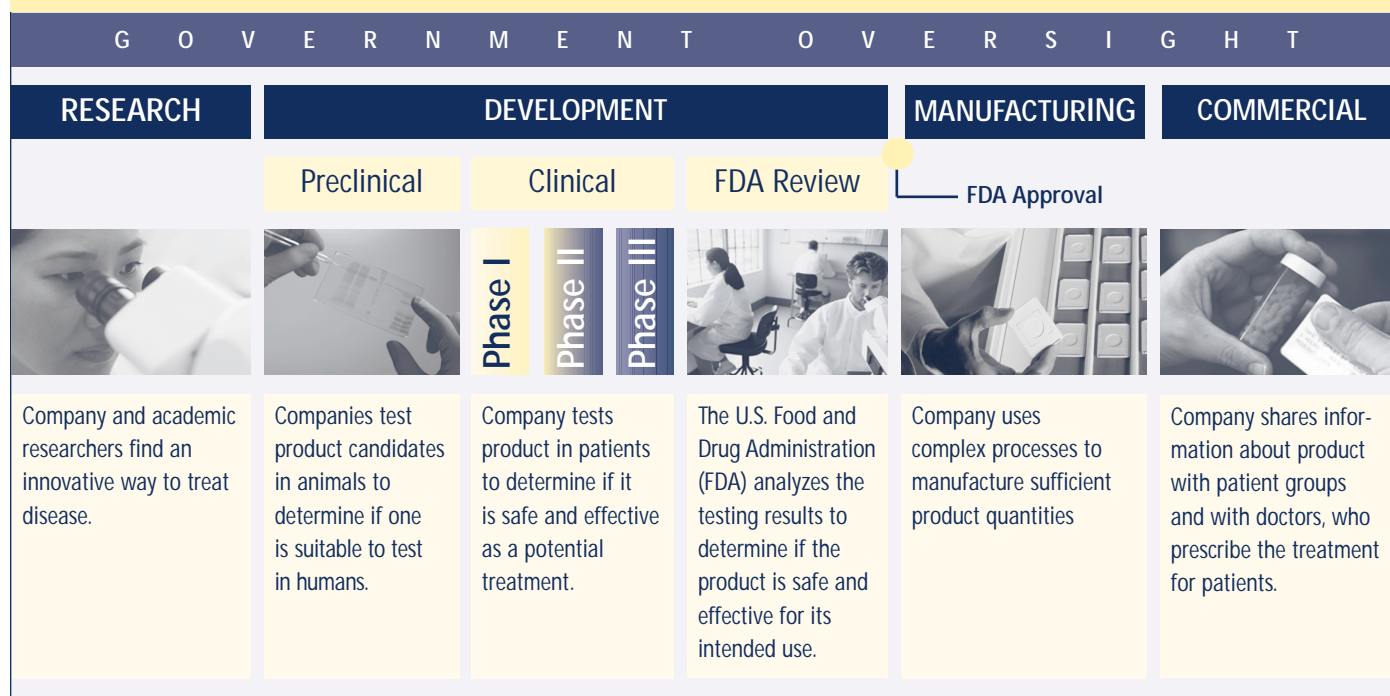 GOVERNMENT OVERSIGHT
RESEARCH
DEVELOPMENT
MANUFACTURING
COMMERCIAL
Preclinical
Clinical
FDA Review
FDA Approval
Phase I
Phase II
Phase III
Company and academic
researchers find an
innovative way to treat
disease.
Companies test
product candidates
in animals to
determine if one
is suitable to test
in humans.
Company tests
product in patients
to determine if it
is safe and effective
as a potential
treatment.
The U.S. Food and
Drug Administration
(FDA) analyzes the
testing results to
determine if the
product is safe and
effective for its
intended use.
Company uses
complex processes to
manufacture sufficient
product quantities
Company shares infor-
mation about product
with patient groups
and with doctors, who
prescribe the treatment
for patients.